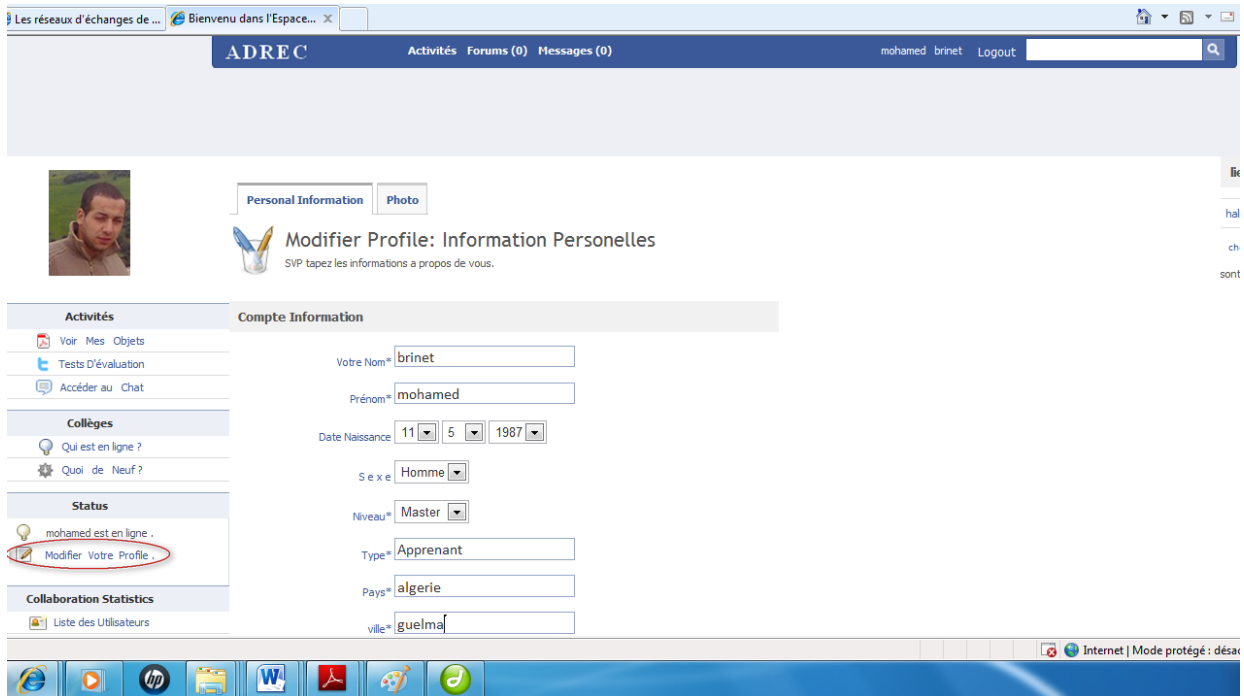 Les réseaux d'échanges de ...
Bienvenu dans l'Espace... X
ADREC
Activités Forums (0) Messages (0)
mohamed brinet Logout
Personal Information
Photo
Modifier Profile: Information Personelles
SVP tapez les informations a propos de vous.
Activités
Voir Mes Objets
Tests D'évaluation
Accéder au Chat
Collèges
Qui est en ligne ?
Quoi de Neuf?
Status
mohamed est en ligne .
Modifier Votre Profile .
Collaboration Statistics
Liste des Utilisateurs
Compte Information
Votre Nom* brinet
Prénom* mohamed
Date Naissance 11 5 1987
Sexe Homme
Niveau* Master
Type* Apprenant
Pays* algerie
ville* guelma
sont
Internet | Mode protégé : désac
hp
W